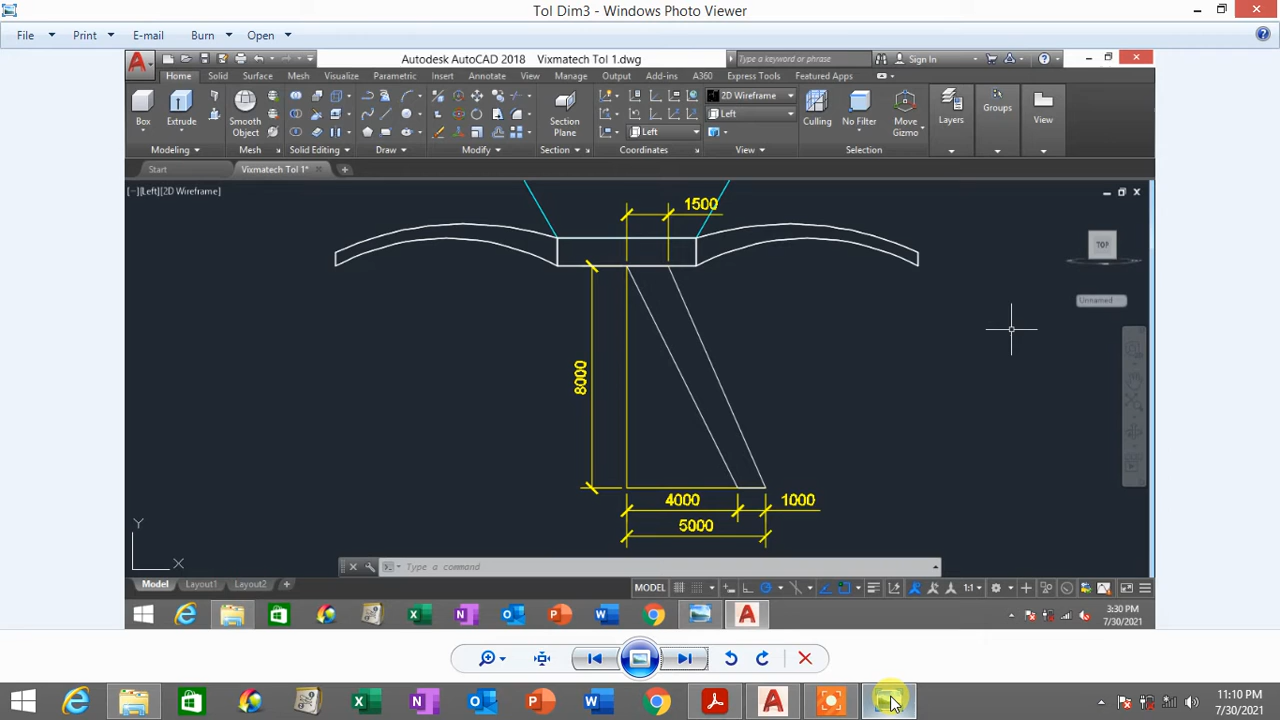 Tol Dim3 - Windows Photo Viewer
File Print E-mail Burn Open
Autodesk AutoCAD 2018 Vixmatech Tol 1.dwg
Type a keyword or phrase Sign In
Home Solid Surface Mesh Visualize Parametric Insert Annotate View Manage Output Add-ins A360 Express Tools Featured Apps
2D Wireframe
Left
Left
Box Extrude Smooth Object Section Plane Culling No Filter Move Gizmo Layers Groups View
Modeling Mesh Solid Editing Draw Modify Section Coordinates View Selection
Start Vixmatech Tol 1*
[−][Left][2D Wireframe]
1500
TOP
Unnamed
8000
4000 1000
5000
Y
X
Type a command
Model Layout1 Layout2
MODEL 1:1
3:30 PM
7/30/2021
11:10 PM
7/30/2021